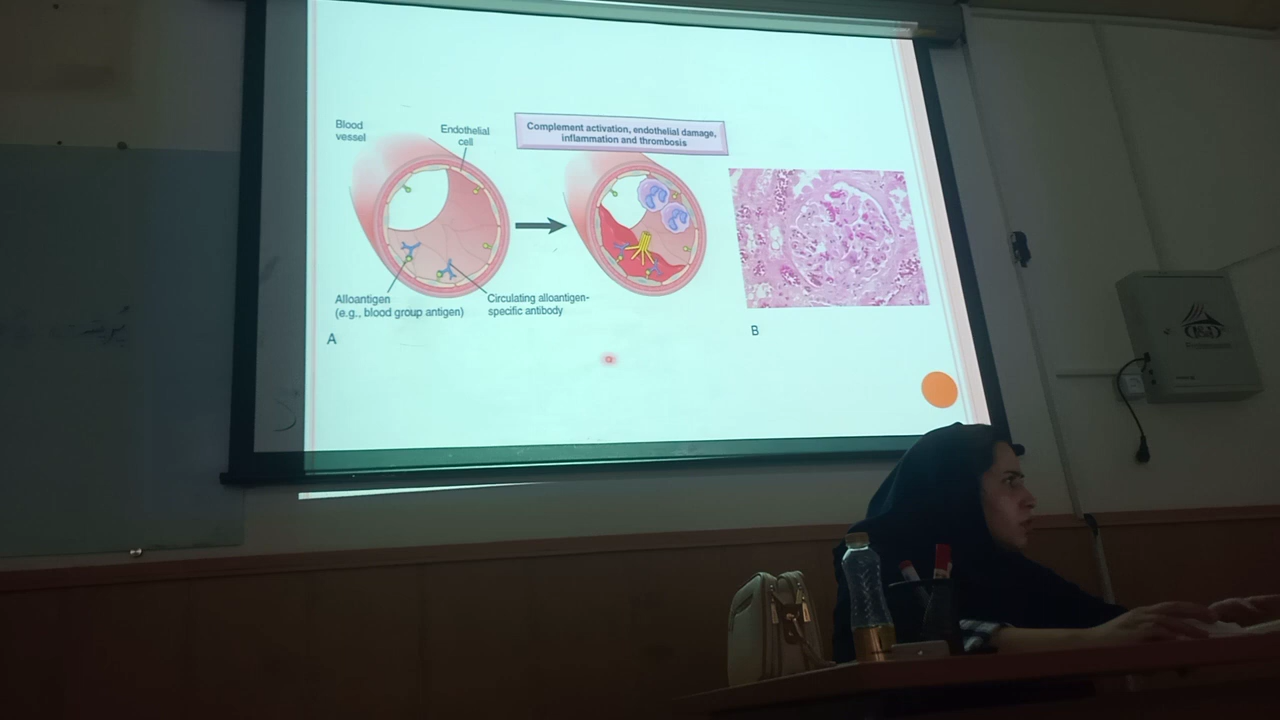 Blood
vessel
Endothelial
cell
Complement activation, endothelial damage,
inflammation and thrombosis
Alloantigen
(e.g., blood group antigen)
Circulating alloantigen-
specific antibody
A
B